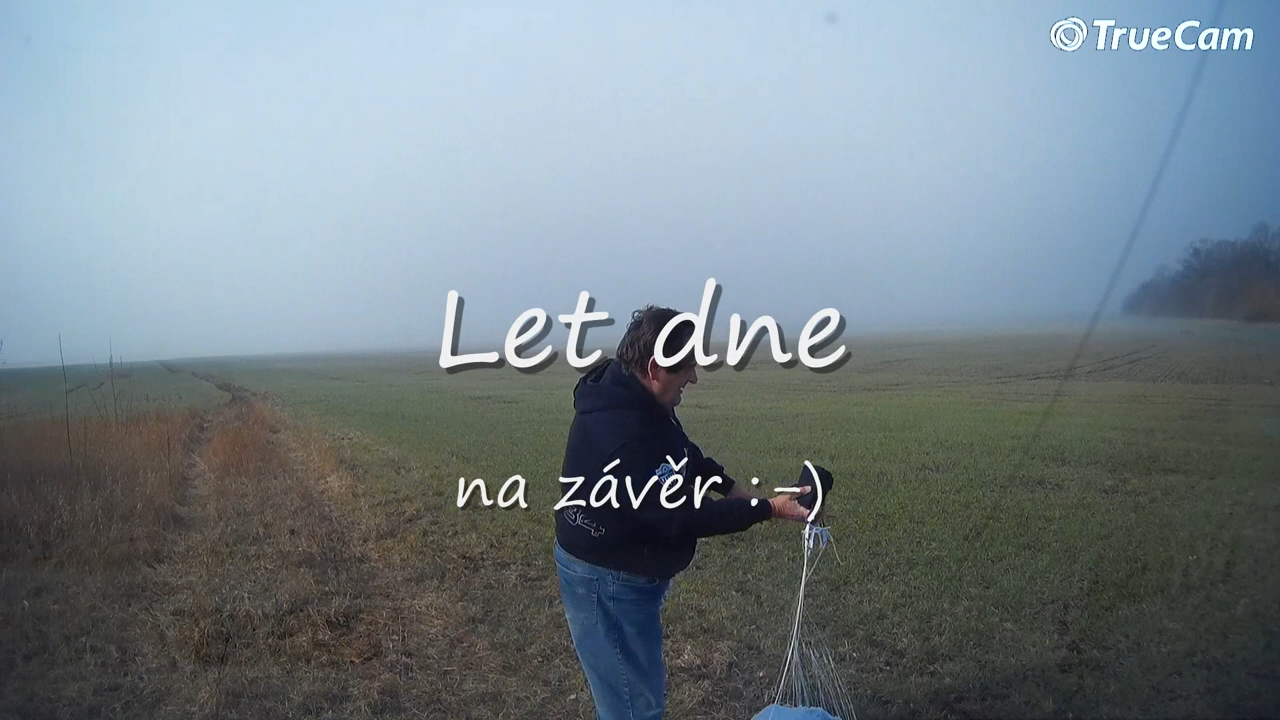 TrueCam
Let dne
na závěr :-)